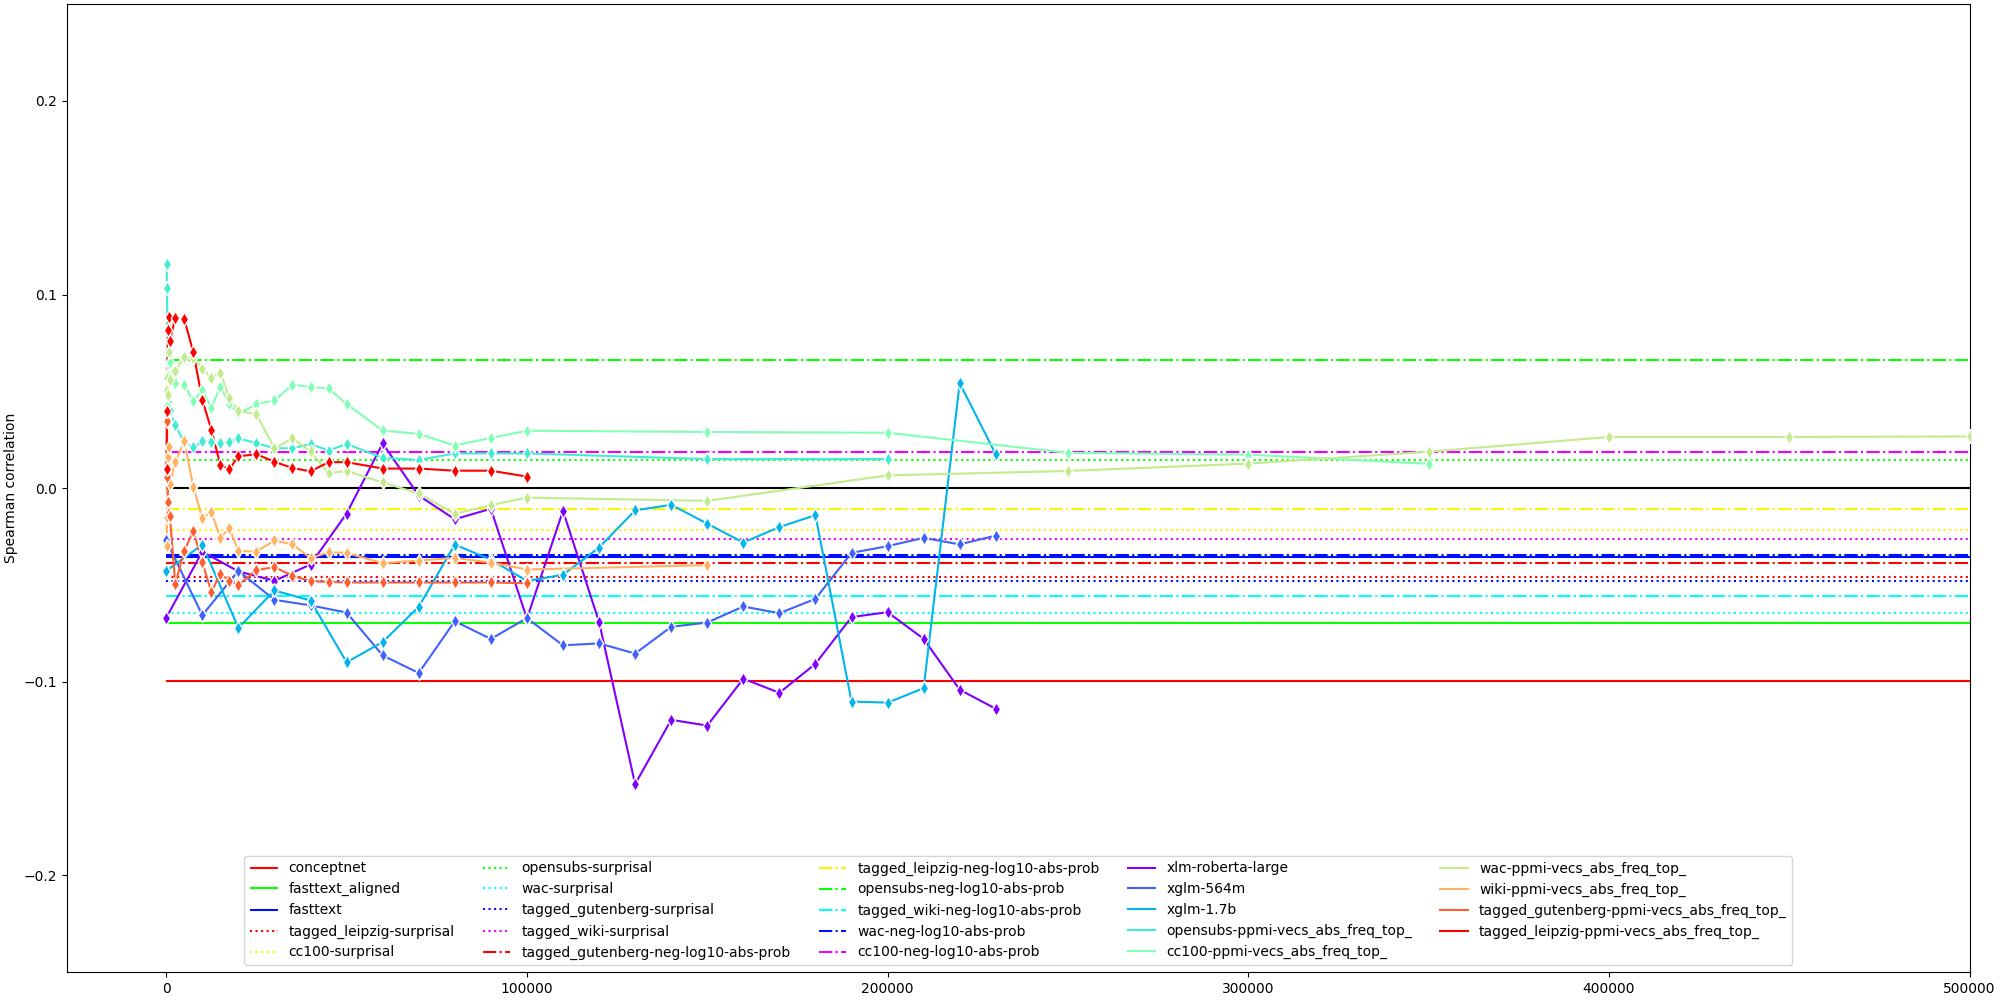 0.2
0.1
0.0
−0.1
−0.2
Spearman correlation
conceptnet
fasttext_aligned
fasttext
tagged_leipzig-surprisal
cc100-surprisal
opensubs-surprisal
wac-surprisal
tagged_gutenberg-surprisal
tagged_wiki-surprisal
tagged_gutenberg-neg-log10-abs-prob
tagged_leipzig-neg-log10-abs-prob
opensubs-neg-log10-abs-prob
tagged_wiki-neg-log10-abs-prob
wac-neg-log10-abs-prob
cc100-neg-log10-abs-prob
xlm-roberta-large
xglm-564m
xglm-1.7b
opensubs-ppmi-vecs_abs_freq_top_
cc100-ppmi-vecs_abs_freq_top_
wac-ppmi-vecs_abs_freq_top_
wiki-ppmi-vecs_abs_freq_top_
tagged_gutenberg-ppmi-vecs_abs_freq_top_
tagged_leipzig-ppmi-vecs_abs_freq_top_
0 100000 200000 300000 400000 500000